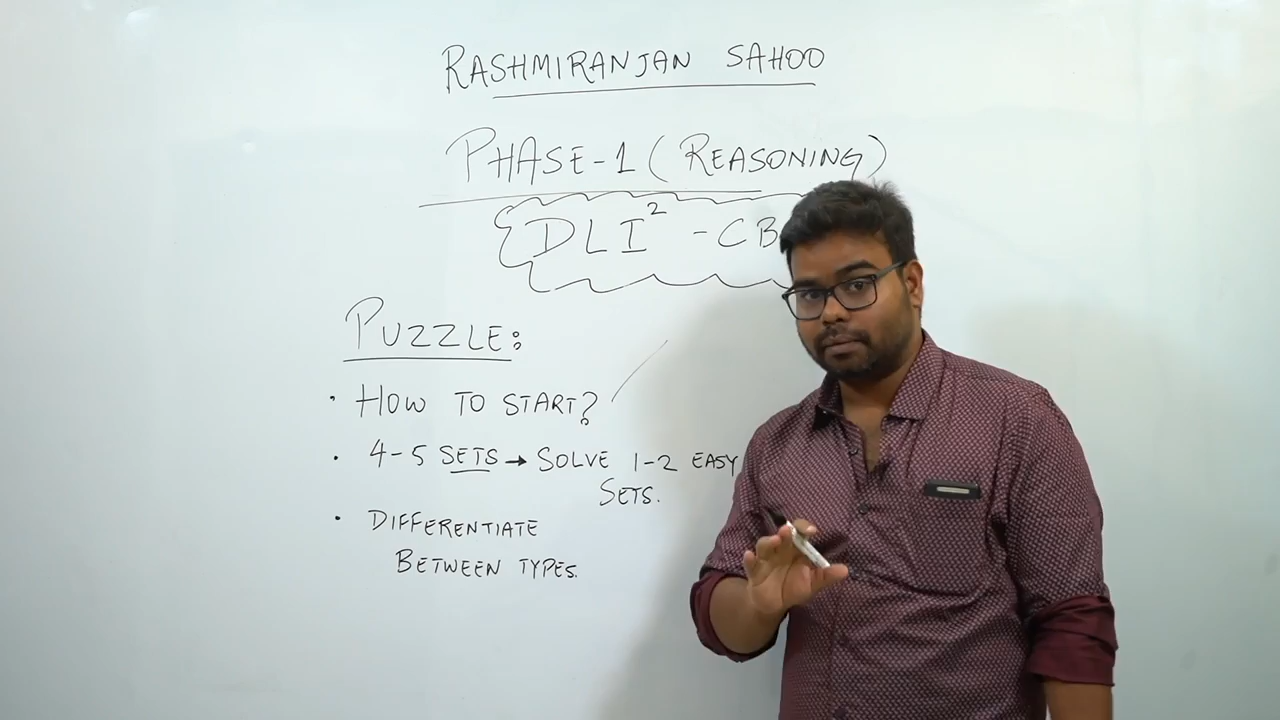 RASHMIRANJAN SAHOO
PHASE-1 (REASONING)
DLI² - CB
PUZZLE:
• HOW TO START?
• 4-5 SETS → SOLVE 1-2 EASY
SETS.
• DIFFERENTIATE
BETWEEN TYPES.